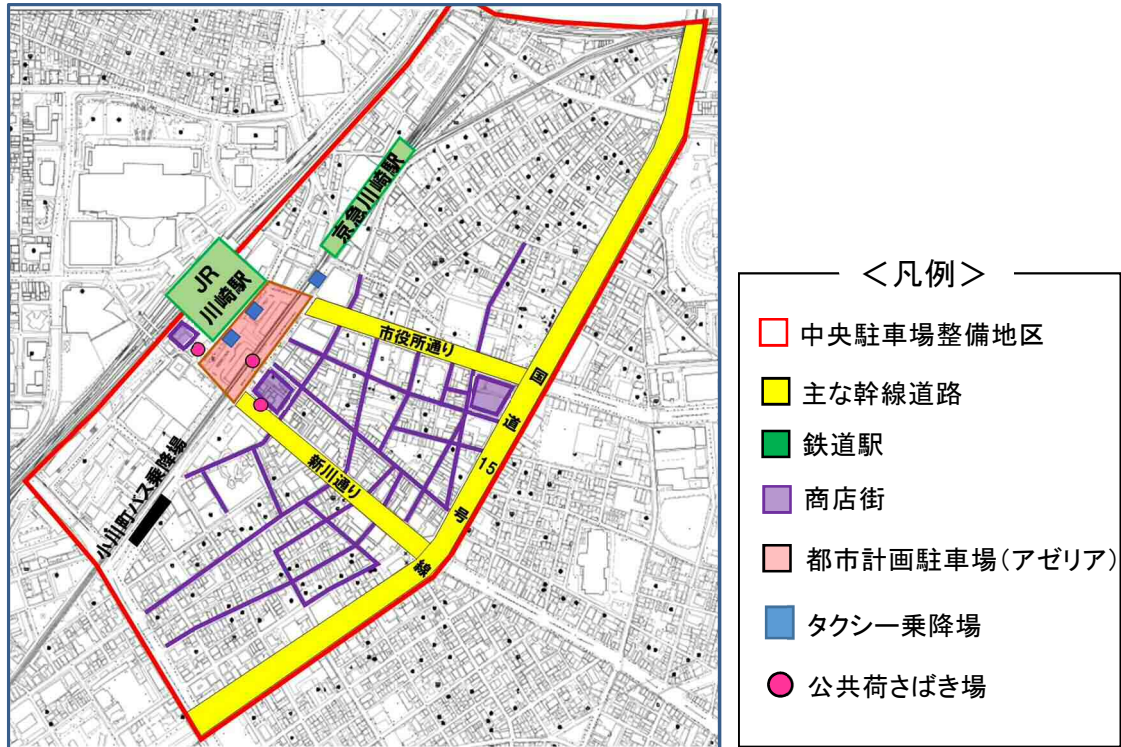 京急川崎駅
JR
川崎駅
市役所通り
国道15号線
新川通り
小川町バス乗降場
＜凡例＞
中央駐車場整備地区
主な幹線道路
鉄道駅
商店街
都市計画駐車場（アゼリア）
タクシー乗降場
公共荷さばき場